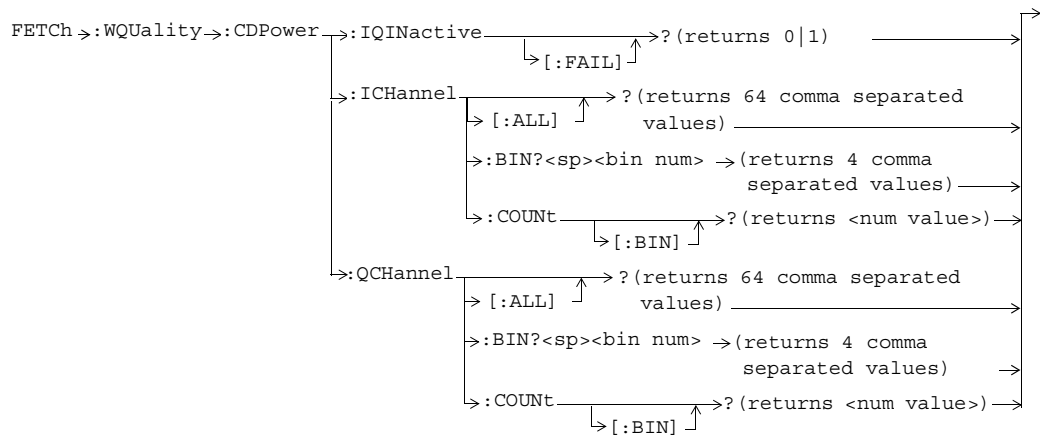 FETCh :WQUality :CDPower :IQINactive ?(returns 0|1)
[:FAIL]
:ICHannel ?(returns 64 comma separated
[:ALL] values)
:BIN?<sp><bin num> (returns 4 comma
separated values)
:COUNt ?(returns <num value>)
[:BIN]
:QCHannel ?(returns 64 comma separated
[:ALL] values)
:BIN?<sp><bin num> (returns 4 comma
separated values)
:COUNt ?(returns <num value>)
[:BIN]